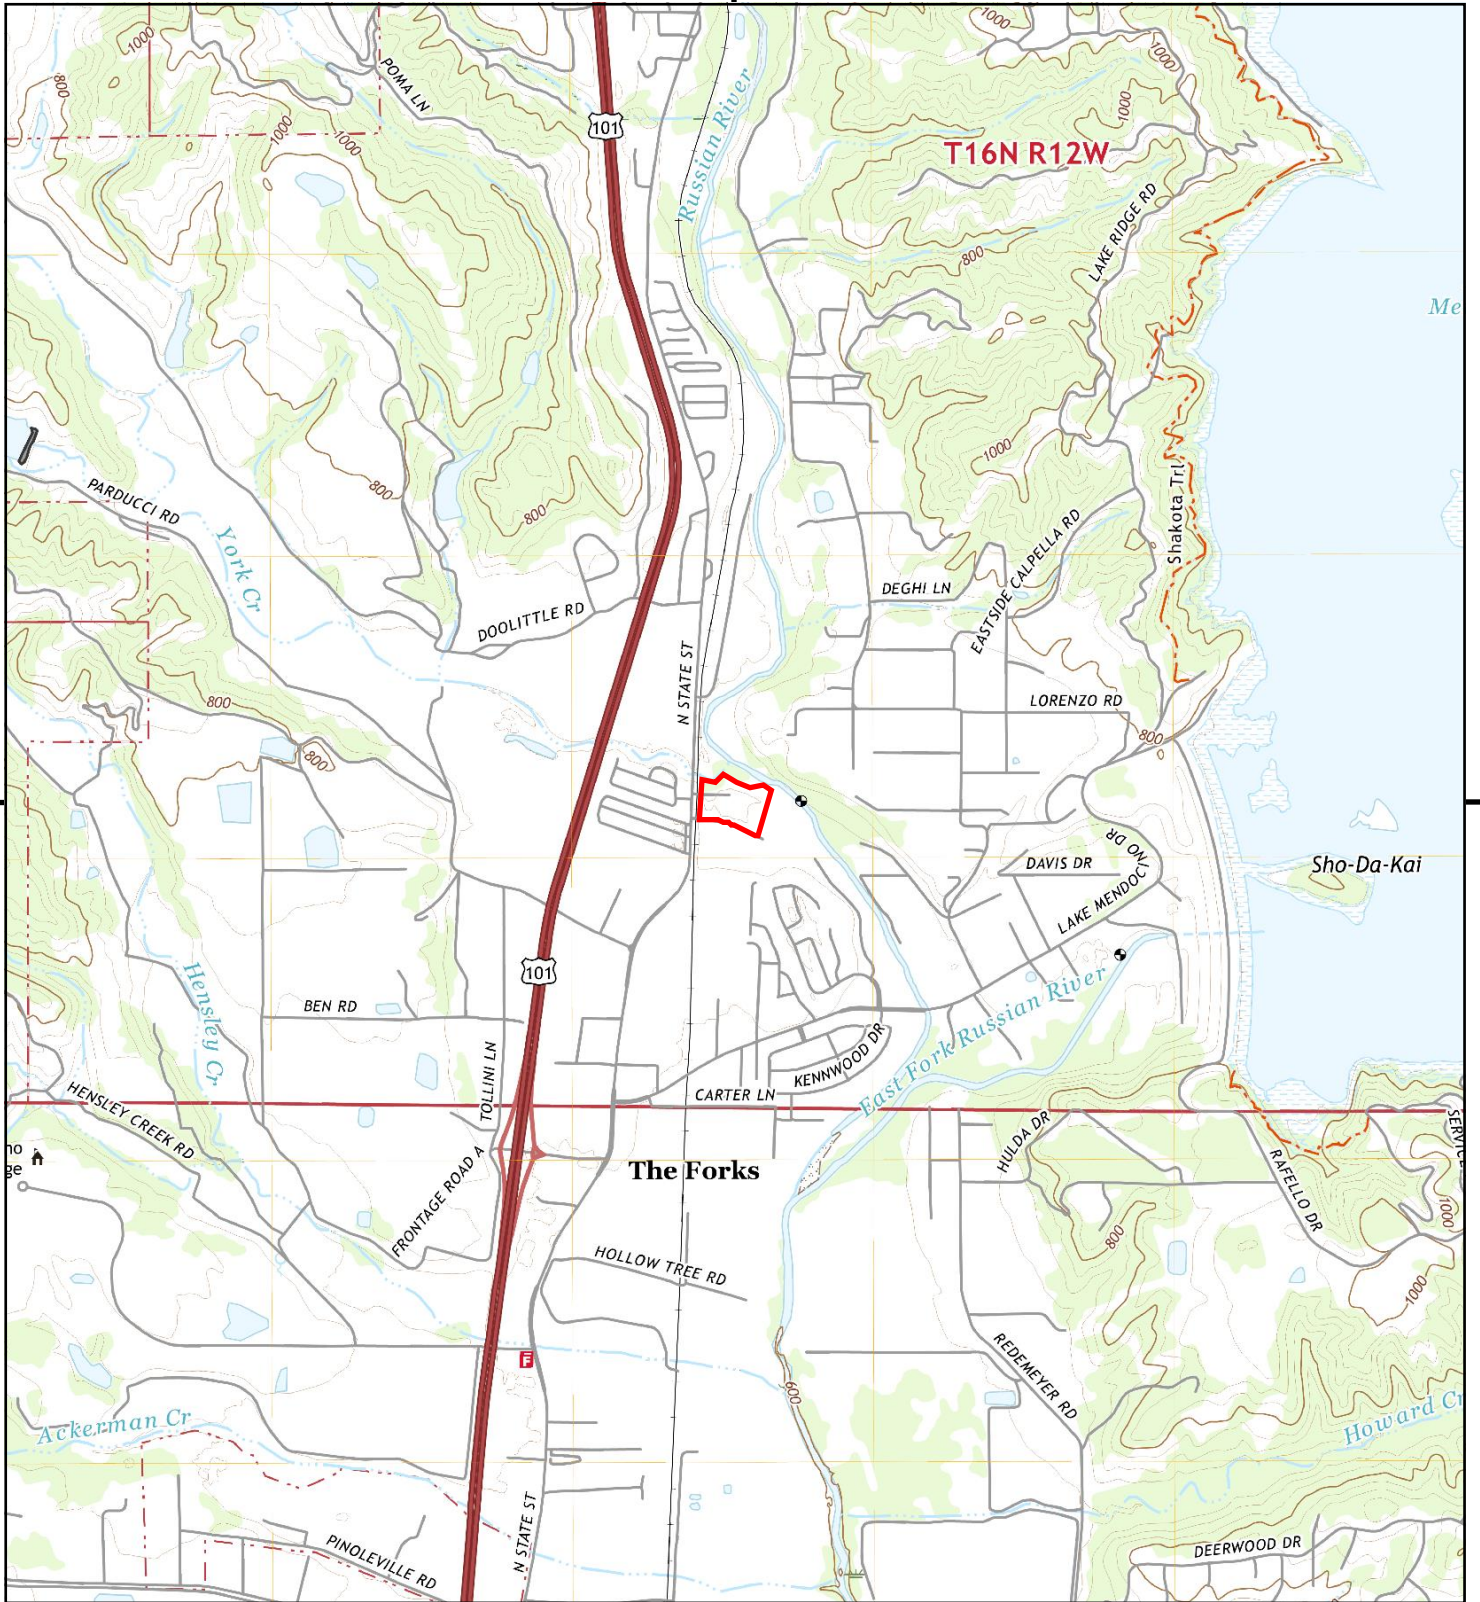 1000
1000
1000
800
POMA LN
1000
1000
1000
101
Russian River
T16N R12W
LAKE RIDGE RD
800
Me
1000
800
800
PARDUCCI RD
York Cr
Shakota Trl
EASTSIDE CALPELLA RD
DEGHI LN
DOOLITTLE RD
N STATE ST
LORENZO RD
800
800
800
DAVIS DR
LAKE MENDOCINO DR
Sho-Da-Kai
101
Hensley Cr
BEN RD
East Fork Russian River
KENNWOOD DR
TOLLINI LN
CARTER LN
HENSLEY CREEK RD
HULDA DR
SERVICE
no
ge
The Forks
FRONTAGE ROAD A
RAFELLO DR
1000
800
HOLLOW TREE RD
1000
F
REDEMEYER RD
600
Ackerman Cr
Howard Cr
N STATE ST
PINOLEVILLE RD
DEERWOOD DR